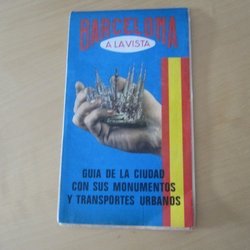 BARCELONA
A LA VISTA
GUIA DE LA CIUDAD
CON SUS MONUMENTOS
Y TRANSPORTES URBANOS